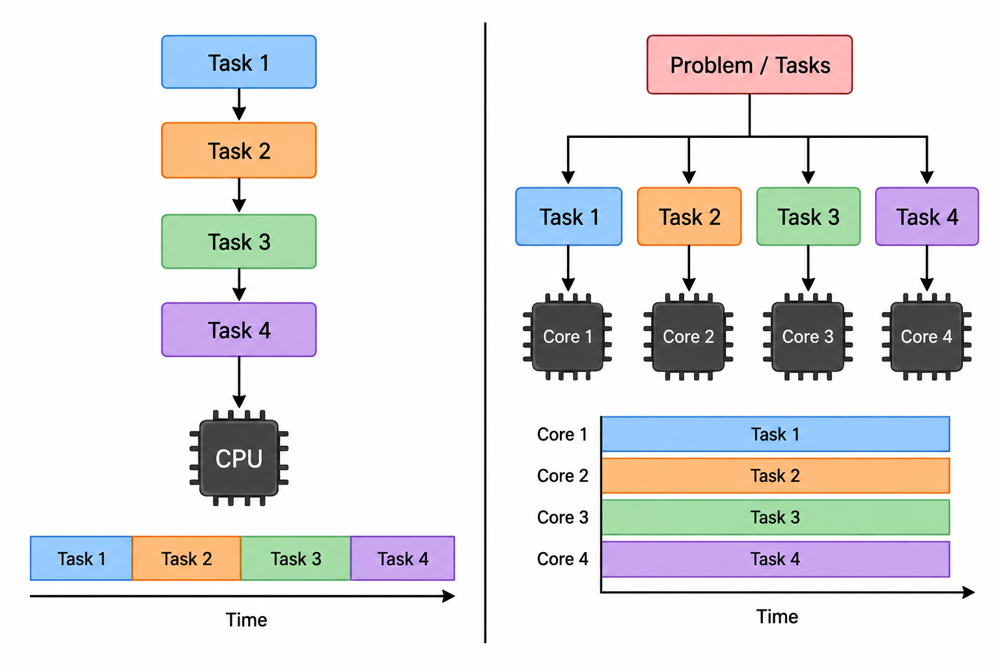 Task 1
Task 2
Task 3
Task 4
CPU
Task 1 Task 2 Task 3 Task 4
Time
Problem / Tasks
Task 1 Task 2 Task 3 Task 4
Core 1 Core 2 Core 3 Core 4
Core 1 Task 1
Core 2 Task 2
Core 3 Task 3
Core 4 Task 4
Time